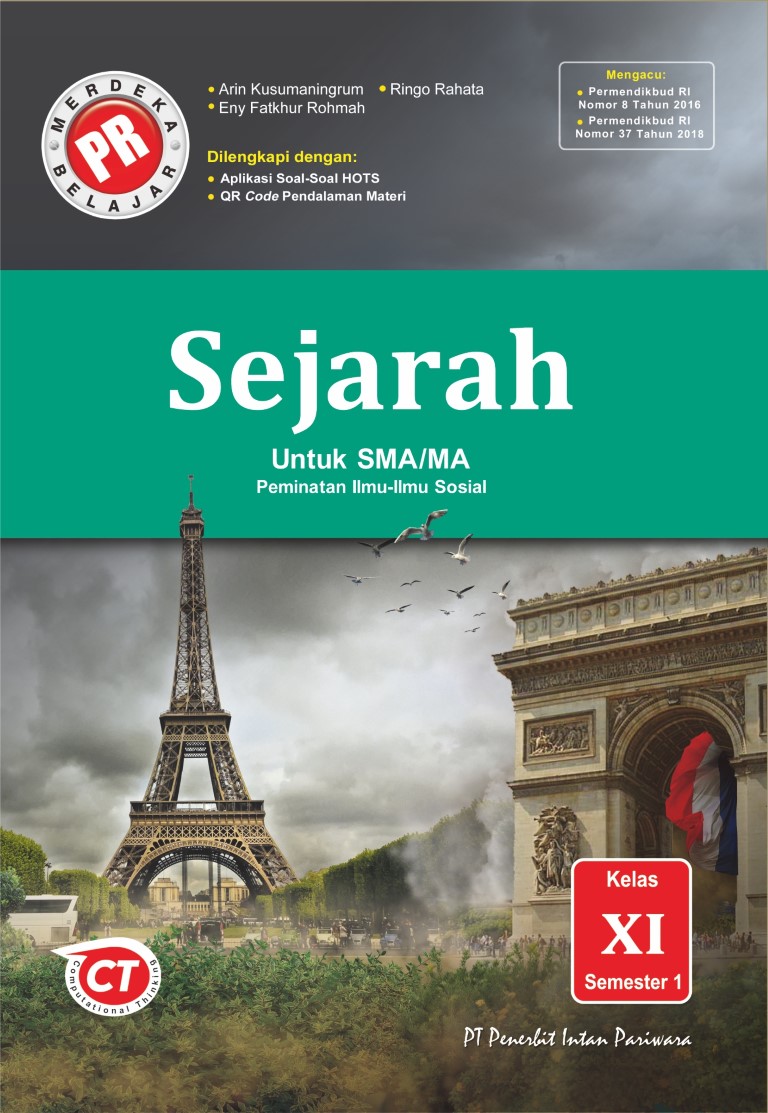 MERDEKA
PR
BELAJAR
• Arin Kusumaningrum • Ringo Rahata
• Eny Fatkhur Rohmah
Dilengkapi dengan:
• Aplikasi Soal-Soal HOTS
• QR Code Pendalaman Materi
Mengacu:
• Permendikbud RI
Nomor 8 Tahun 2016
• Permendikbud RI
Nomor 37 Tahun 2018
Sejarah
Untuk SMA/MA
Peminatan Ilmu-Ilmu Sosial
Kelas
XI
Semester 1
CT
Computational Thinking
PT Penerbit Intan Pariwara